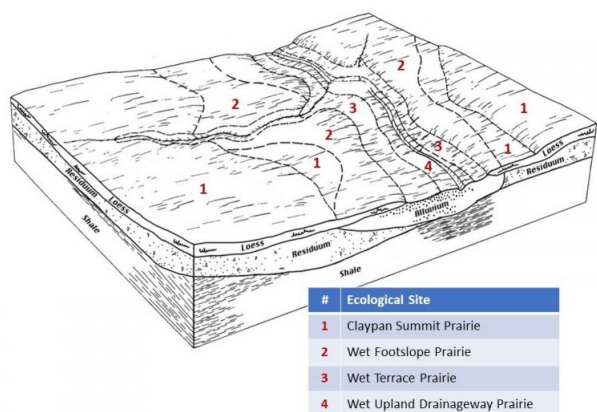 2
1
2
3
2
1
3
1
4
1
Loess
Residuum
Shale
Loess
Residuum
Shale
Alluvium
Loess
Residuum
# Ecological Site
1 Claypan Summit Prairie
2 Wet Footslope Prairie
3 Wet Terrace Prairie
4 Wet Upland Drainageway Prairie